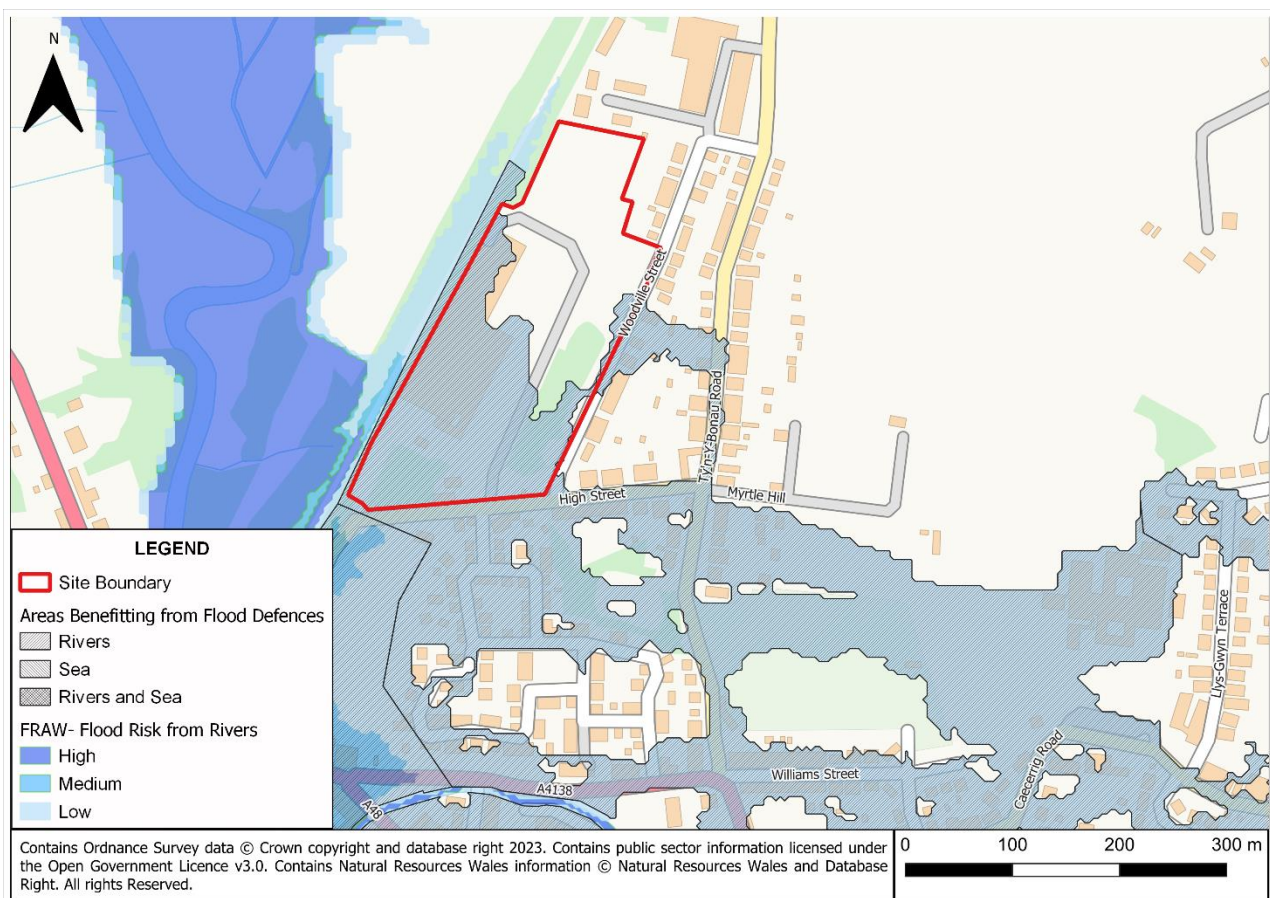 N
Woodville Street
Ty'n-Y-Bonau Road
High Street
Myrtle Hill
Llys-Gwyn Terrace
Williams Street
Caecerrig Road
A4138
A48
LEGEND
Site Boundary
Areas Benefitting from Flood Defences
Rivers
Sea
Rivers and Sea
FRAW- Flood Risk from Rivers
High
Medium
Low
Contains Ordnance Survey data © Crown copyright and database right 2023. Contains public sector information licensed under
the Open Government Licence v3.0. Contains Natural Resources Wales information © Natural Resources Wales and Database
Right. All rights Reserved.
0 100 200 300 m